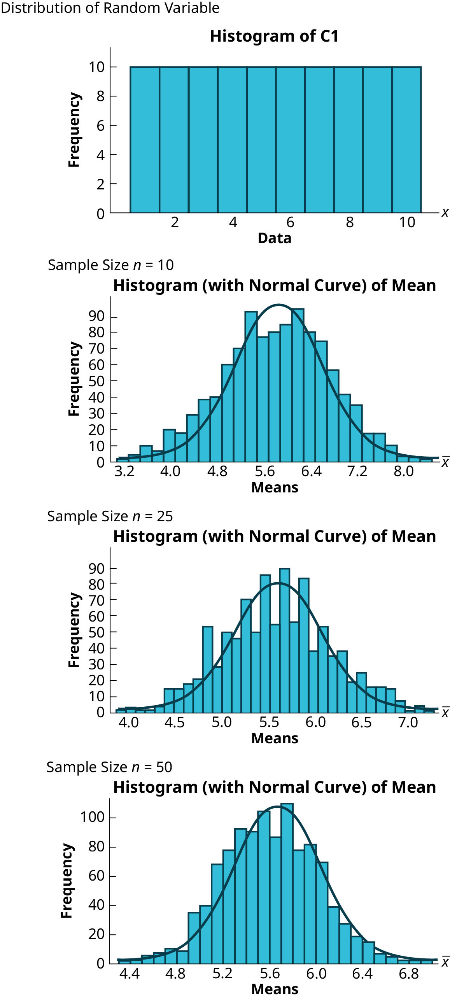 Distribution of Random Variable
Histogram of C1
Frequency
10
8
6
4
2
0
2 4 6 8 10 x
Data
Sample Size n = 10
Histogram (with Normal Curve) of Mean
Frequency
90
80
70
60
50
40
30
20
10
0
3.2 4.0 4.8 5.6 6.4 7.2 8.0 x̅
Means
Sample Size n = 25
Histogram (with Normal Curve) of Mean
Frequency
90
80
70
60
50
40
30
20
10
0
4.0 4.5 5.0 5.5 6.0 6.5 7.0 x̅
Means
Sample Size n = 50
Histogram (with Normal Curve) of Mean
Frequency
100
80
60
40
20
0
4.4 4.8 5.2 5.6 6.0 6.4 6.8 x̅
Means